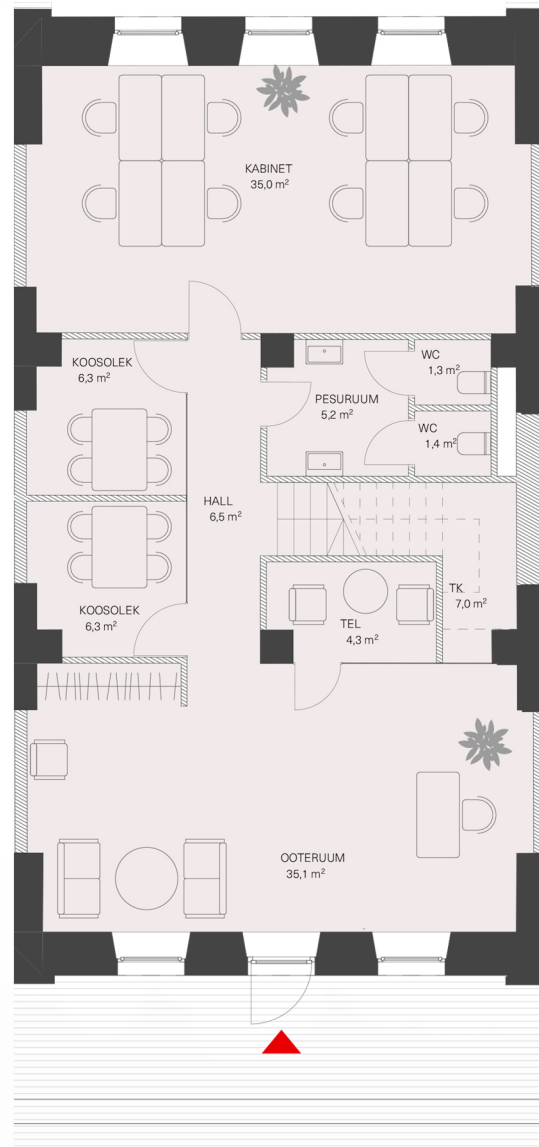 KABINET
35,0 m²
KOOSOLEK
6,3 m²
WC
1,3 m²
PESURUUM
5,2 m²
WC
1,4 m²
HALL
6,5 m²
TK
7,0 m²
KOOSOLEK
6,3 m²
TEL
4,3 m²
OOTERUUM
35,1 m²